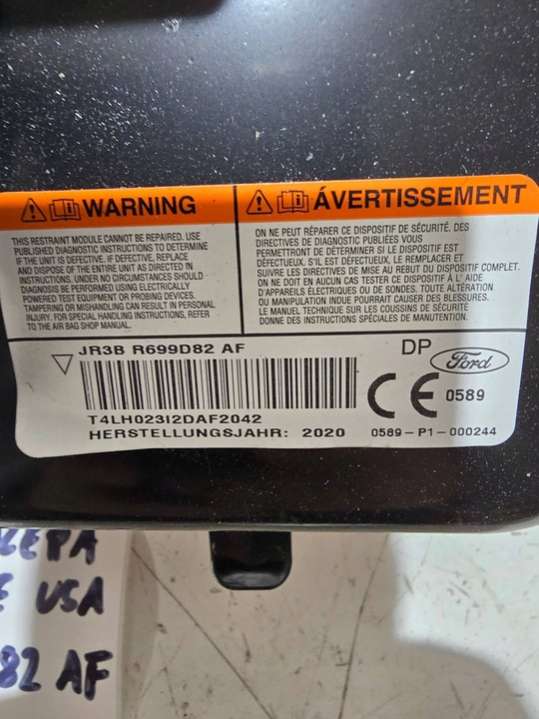 WARNING
THIS RESTRAINT MODULE CANNOT BE REPAIRED. USE
PUBLISHED DIAGNOSTIC INSTRUCTIONS TO DETERMINE
IF THE UNIT IS DEFECTIVE. IF DEFECTIVE, REPLACE
AND DISPOSE OF THE ENTIRE UNIT AS DIRECTED IN
INSTRUCTIONS. UNDER NO CIRCUMSTANCES SHOULD
DIAGNOSIS BE PERFORMED USING ELECTRICALLY
POWERED TEST EQUIPMENT OR PROBING DEVICES.
TAMPERING OR MISHANDLING CAN RESULT IN PERSONAL
INJURY. FOR SPECIAL HANDLING INSTRUCTIONS, REFER
TO THE AIR BAG SHOP MANUAL.
ÁVERTISSEMENT
ON NE PEUT RÉPARER CE DISPOSITIF DE SÉCURITÉ. DES
DIRECTIVES DE DIAGNOSTIC PUBLIÉES VOUS
PERMETTRONT DE DÉTERMINER SI LE DISPOSITIF EST
DÉFECTUEUX. S'IL EST DÉFECTUEUX, LE REMPLACER ET
SUIVRE LES DIRECTIVES DE MISE AU REBUT DU DISPOSITIF COMPLET.
ON NE DOIT EN AUCUN CAS TESTER CE DISPOSITIF À L' AIDE
D'APPAREILS ÉLECTRIQUES OU DE SONDES. TOUTE ALTÉRATION
OU MANIPULATION INDUE POURRAIT CAUSER DES BLESSURES.
LE MANUEL TECHNIQUE SUR LES COUSSINS GONFLABLES
DONNE DES INSTRUCTIONS SPÉCIALES DE MANUTENTION.
JR3B R699D82 AF
DP
Ford
CE 0589
T4LH023I2DAF2042
HERSTELLUNGSJAHR: 2020
0589-P1-000244
USA
82 AF